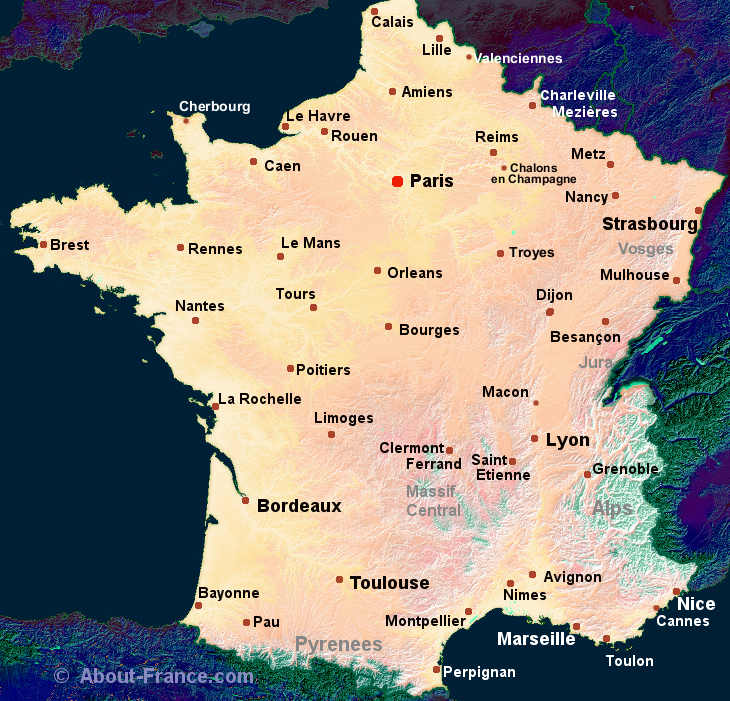 Calais
Lille
Valenciennes
Amiens
Charleville
Mezières
Cherbourg
Le Havre
Rouen
Reims
Metz
Caen
Chalons
en Champagne
Paris
Nancy
Strasbourg
Brest
Rennes
Le Mans
Troyes
Vosges
Orleans
Mulhouse
Tours
Dijon
Nantes
Bourges
Besançon
Jura
Poitiers
Macon
La Rochelle
Limoges
Lyon
Clermont
Ferrand
Saint
Etienne
Grenoble
Massif
Central
Bordeaux
Alps
Toulouse
Avignon
Nimes
Bayonne
Nice
Cannes
Pau
Montpellier
Marseille
Pyrenees
Toulon
Perpignan
© About-France.com